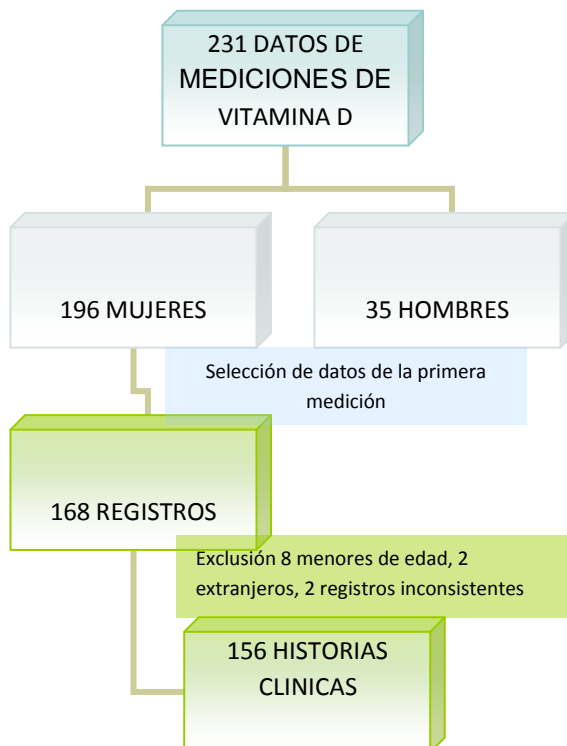 231 DATOS DE
MEDICIONES DE
VITAMINA D
196 MUJERES
35 HOMBRES
Selección de datos de la primera
medición
168 REGISTROS
Exclusión 8 menores de edad, 2
extranjeros, 2 registros inconsistentes
156 HISTORIAS
CLINICAS